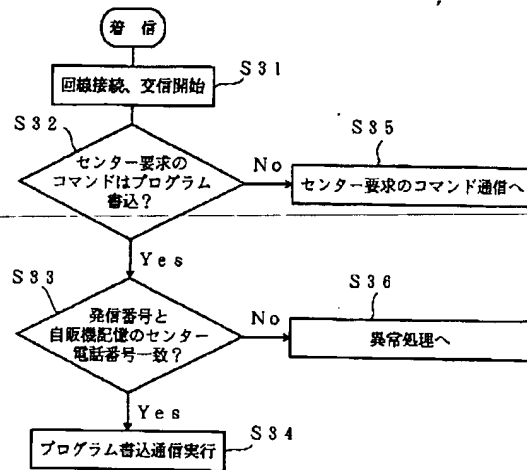 着 信
S31
回線接続、交信開始
S32
センター要求の
コマンドはプログラム
書込？
No
S35
センター要求のコマンド通信へ
Yes
S33
発信番号と
自販機記憶のセンター
電話番号一致？
No
S36
異常処理へ
Yes
S34
プログラム書込通信実行